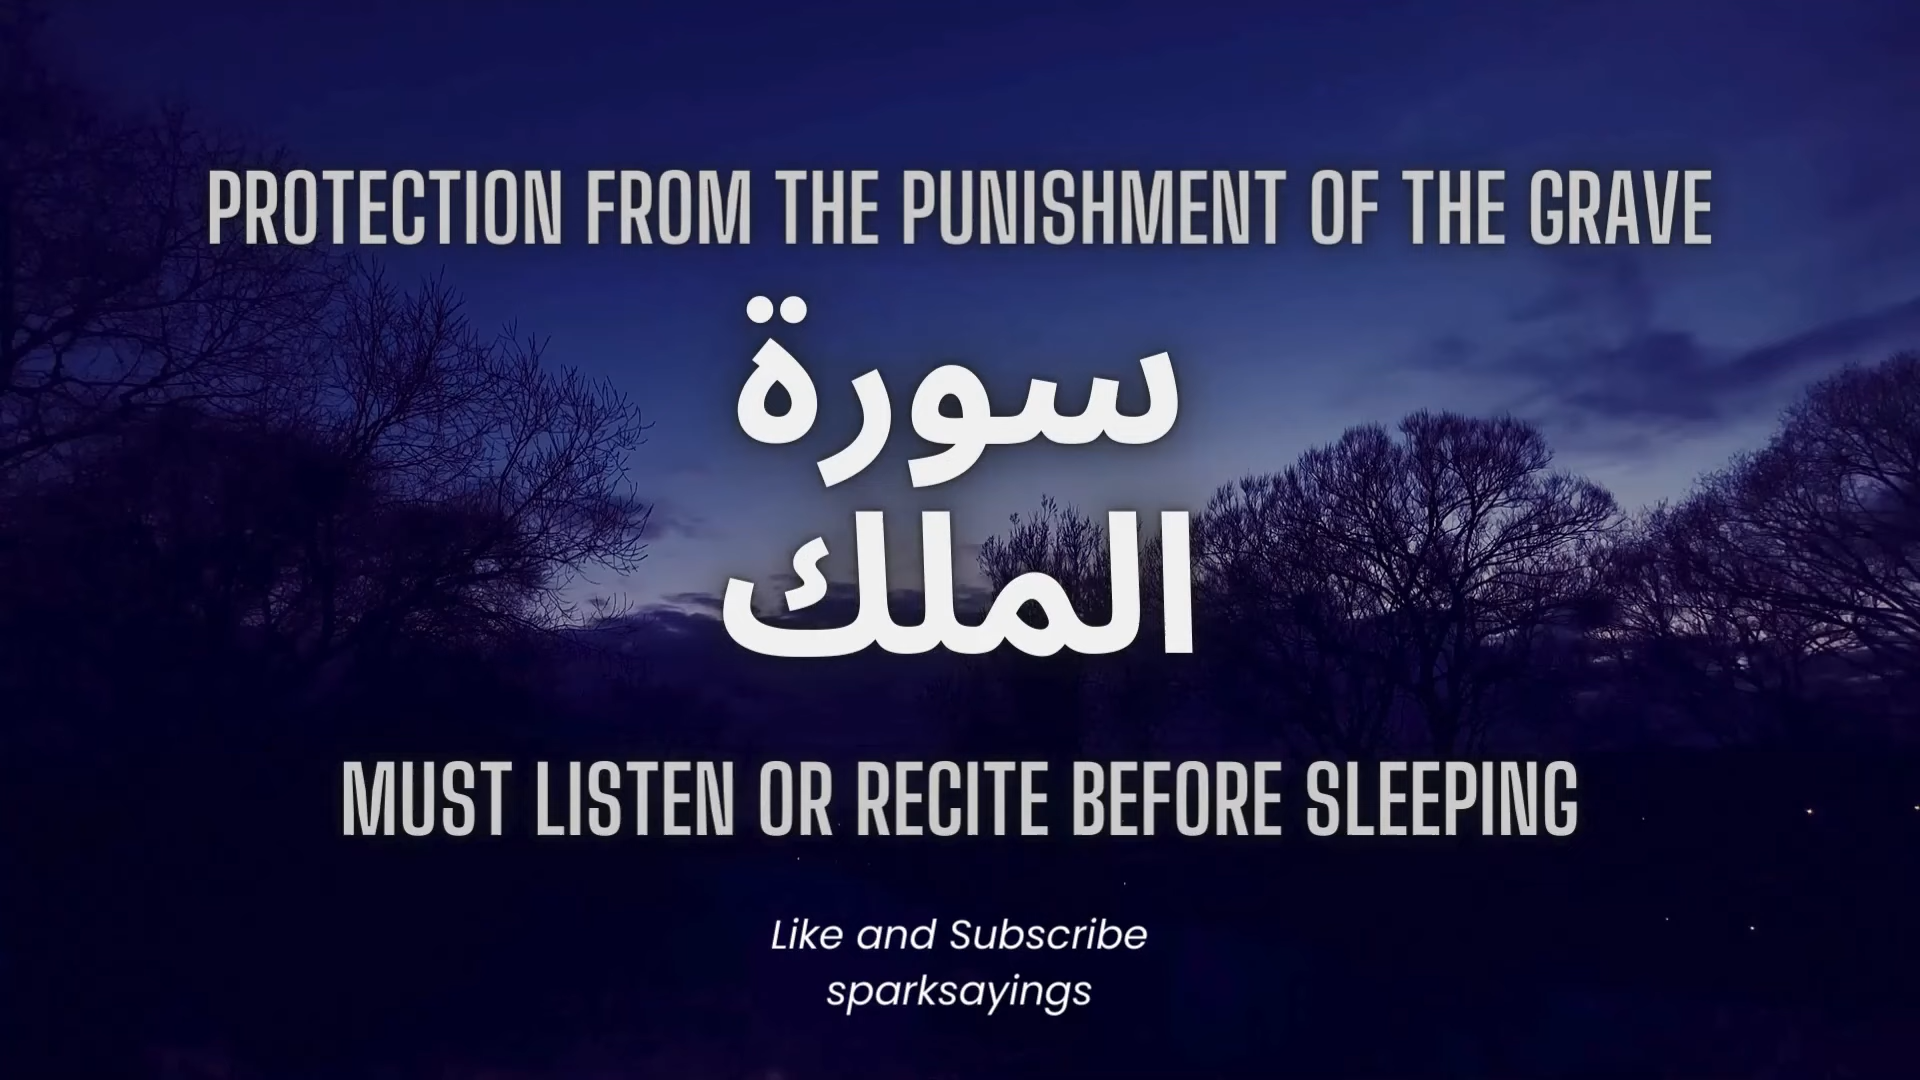 PROTECTION FROM THE PUNISHMENT OF THE GRAVE
سورة
الملك
MUST LISTEN OR RECITE BEFORE SLEEPING
Like and Subscribe
sparksayings